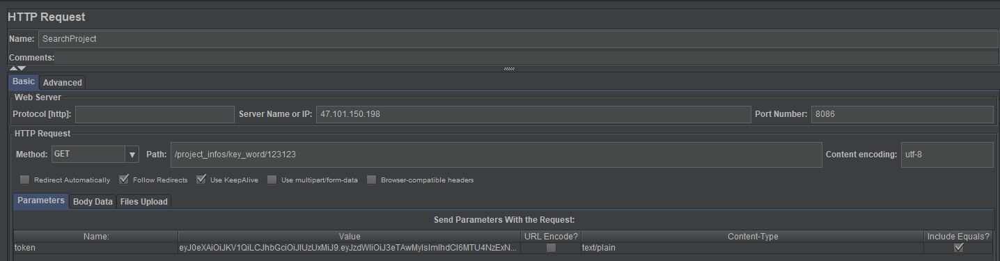 HTTP Request
Name: SearchProject
Comments:
Basic Advanced
Web Server
Protocol [http]: Server Name or IP: 47.101.150.198 Port Number: 8086
HTTP Request
Method: GET Path: /project_infos/key_word/123123 Content encoding: utf-8
Redirect Automatically Follow Redirects Use KeepAlive Use multipart/form-data Browser-compatible headers
Parameters Body Data Files Upload
Send Parameters With the Request:
Name: Value URL Encode? Content-Type Include Equals?
token eyJ0eXAiOiJKV1QiLCJhbGciOiJIUzUxMiJ9.eyJzdWIiOiJ3eTAwMyIsImlhdCI6MTU4NzExN... text/plain